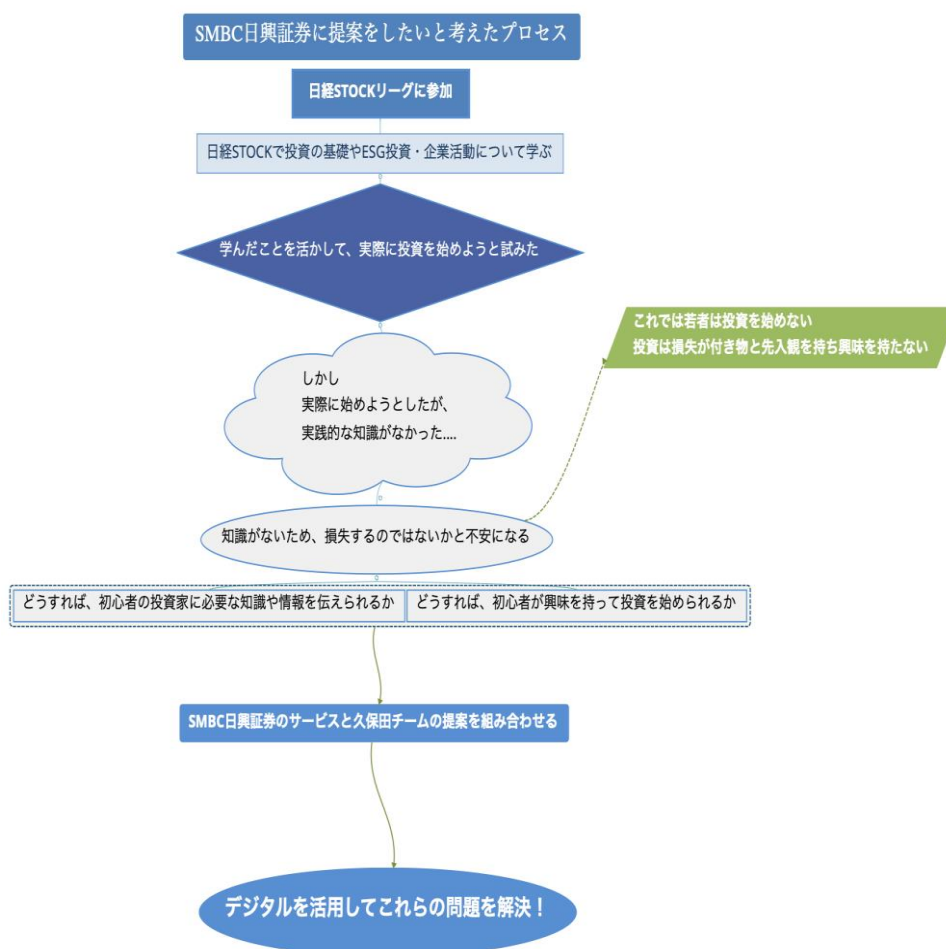 SMBC日興証券に提案をしたいと考えたプロセス
日経STOCKリーグに参加
日経STOCKで投資の基礎やESG投資・企業活動について学ぶ
学んだことを活かして、実際に投資を始めようと試みた
これでは若者は投資を始めない
投資は損失が付き物と先入観を持ち興味を持たない
しかし
実際に始めようとしたが、
実践的な知識がなかった....
知識がないため、損失するのではないかと不安になる
どうすれば、初心者の投資家に必要な知識や情報を伝えられるか
どうすれば、初心者が興味を持って投資を始められるか
SMBC日興証券のサービスと久保田チームの提案を組み合わせる
デジタルを活用してこれらの問題を解決！